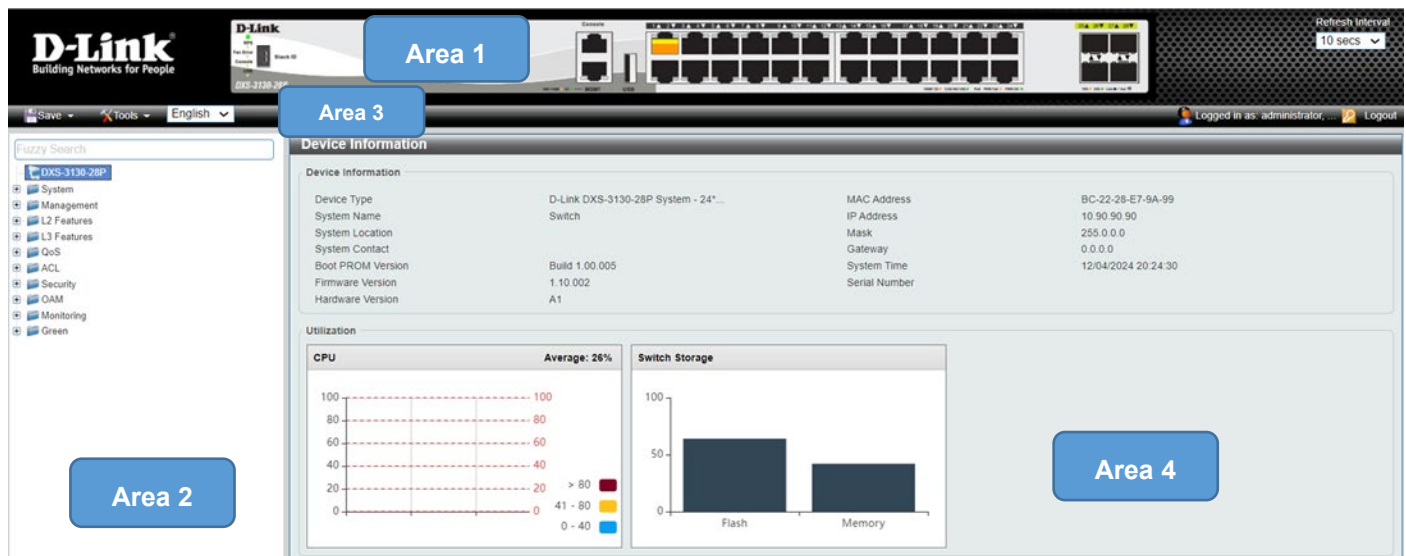 D-Link
Building Networks for People
D-Link
Stack ID
DXS-3130-28P
Area 1
Console
MGMT
USB
Refresh Interval
10 secs
Save
Tools
English
Area 3
Logged in as: administrator, ...
Logout
Fuzzy Search
DXS-3130-28P
System
Management
L2 Features
L3 Features
QoS
ACL
Security
OAM
Monitoring
Green
Area 2
Device Information
Device Information
Device Type D-Link DXS-3130-28P System - 24*... MAC Address BC-22-28-E7-9A-99
System Name Switch IP Address 10.90.90.90
System Location Mask 255.0.0.0
System Contact Gateway 0.0.0.0
Boot PROM Version Build 1.00.005 System Time 12/04/2024 20:24:30
Firmware Version 1.10.002 Serial Number
Hardware Version A1
Utilization
CPU Average: 26%
100 100
80 80
60 60
40 40
20 20
0 0
> 80
41 - 80
0 - 40
Switch Storage
100
50
0
Flash Memory
Area 4